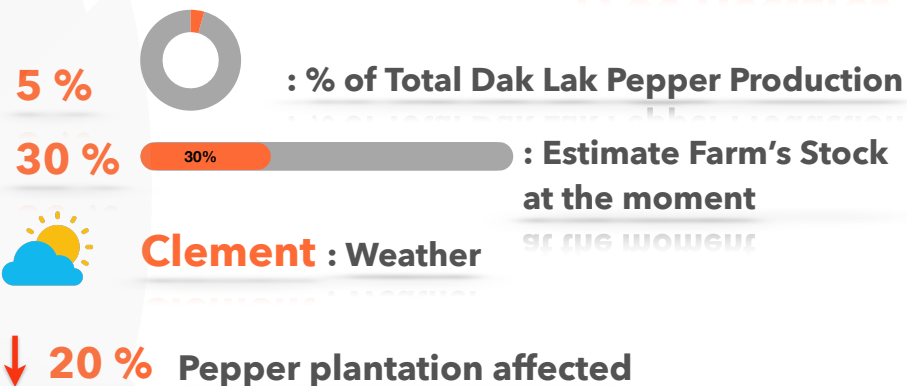 5 % : % of Total Dak Lak Pepper Production
30 % 30% : Estimate Farm's Stock
at the moment
Clement : Weather
20 % Pepper plantation affected